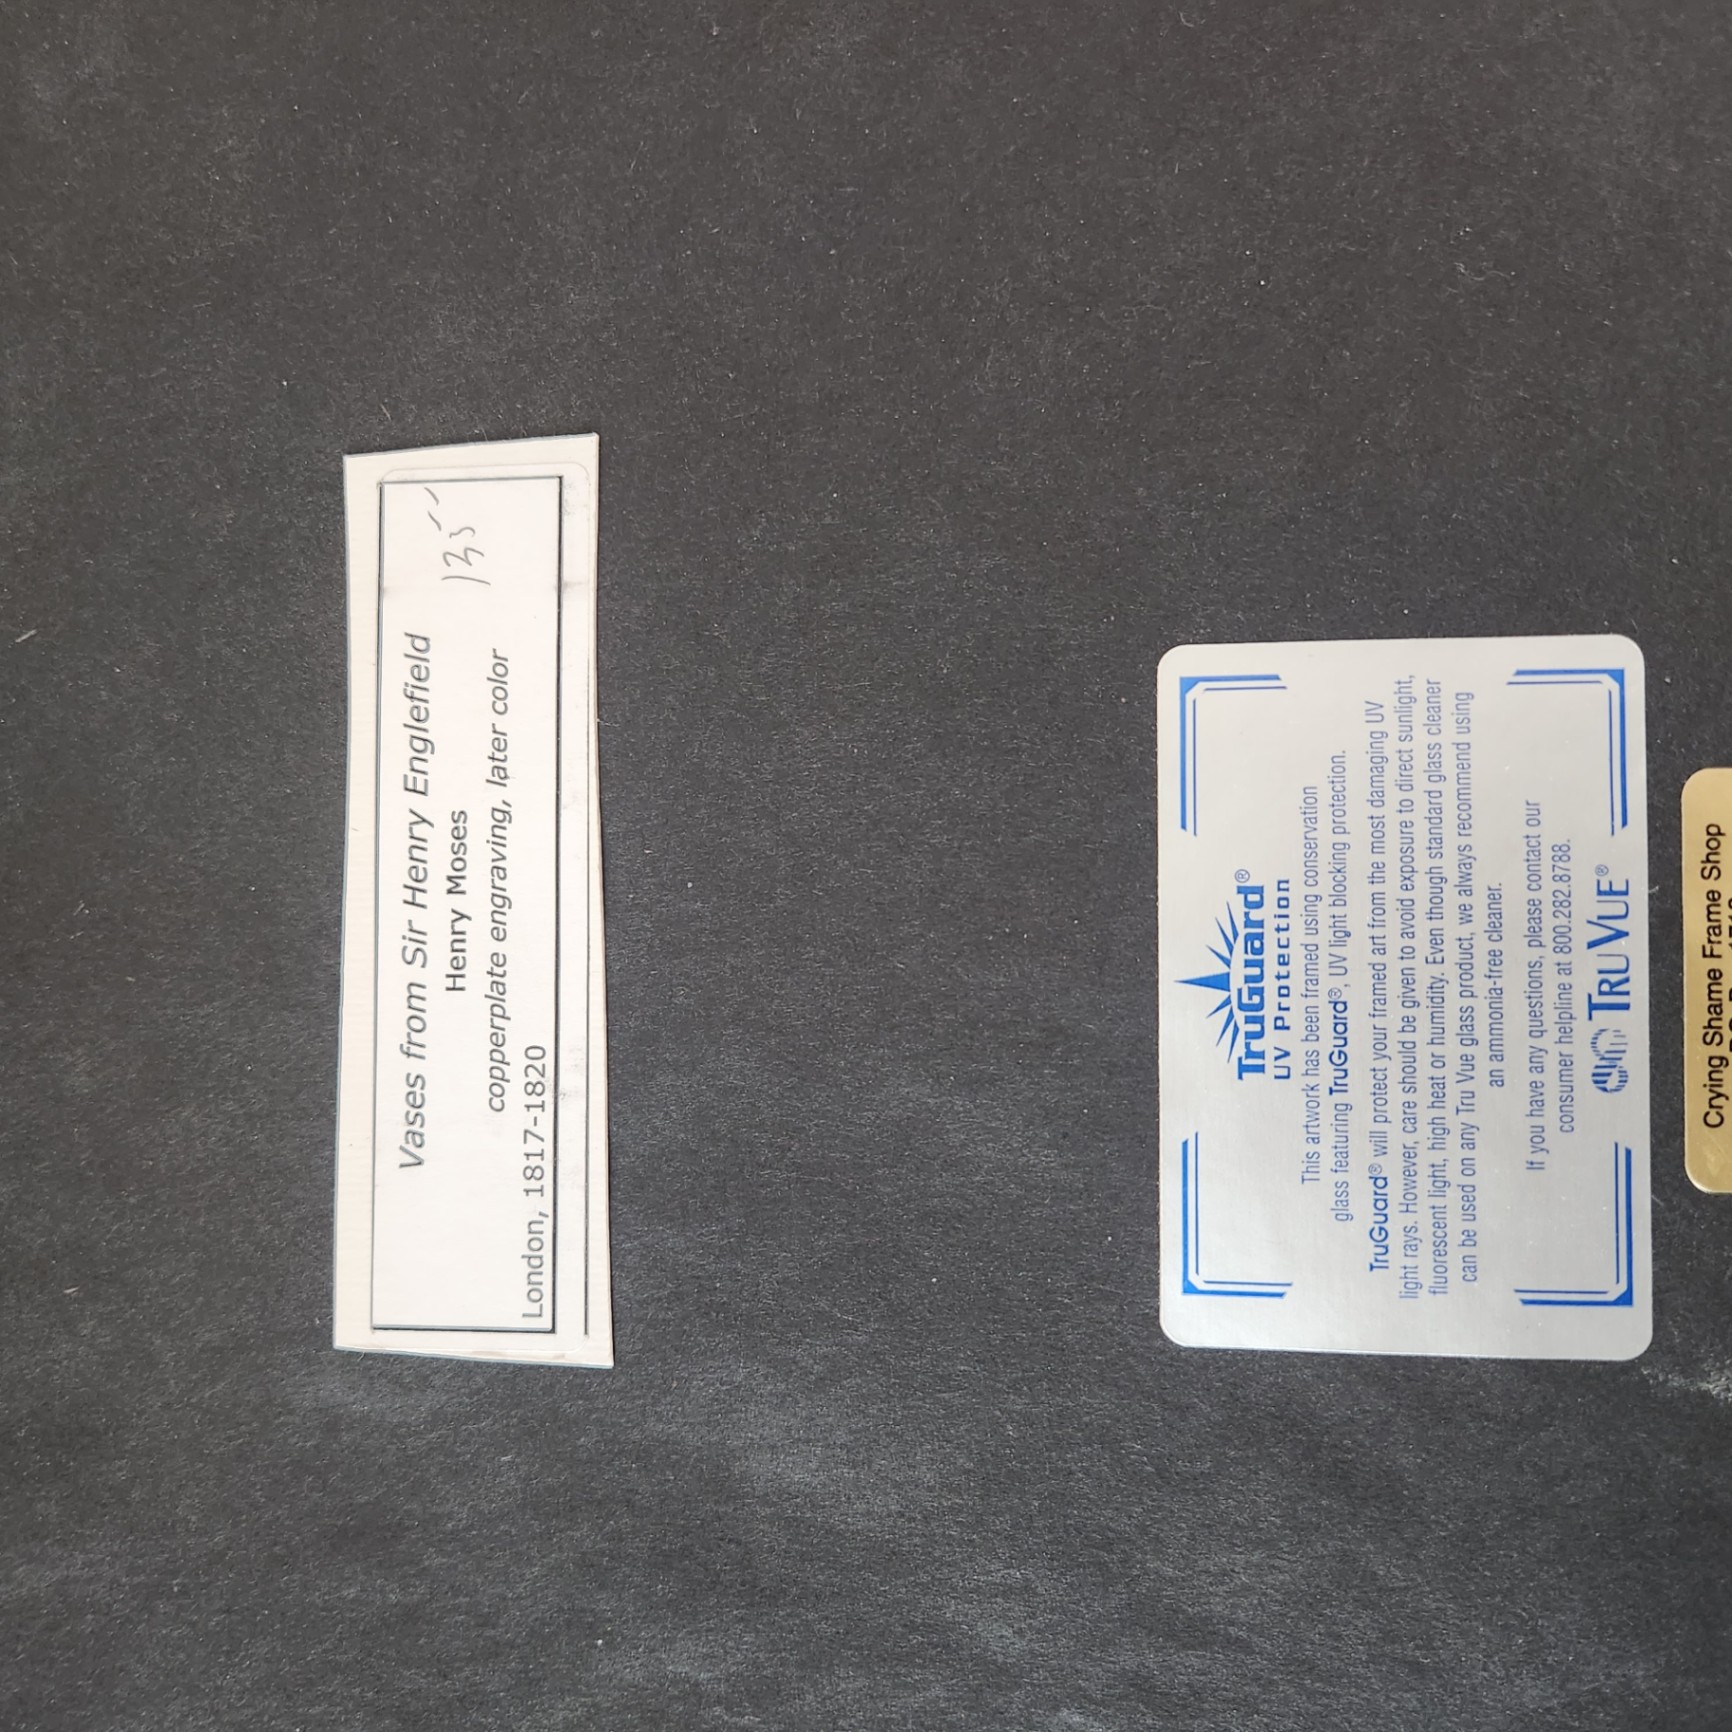 Vases from Sir Henry Englefield
Henry Moses
135
copperplate engraving, later color
London, 1817-1820
TruGuard®
UV Protection
This artwork has been framed using conservation
glass featuring TruGuard®, UV light blocking protection.
TruGuard® will protect your framed art from the most damaging UV
light rays. However, care should be given to avoid exposure to direct sunlight,
fluorescent light, high heat or humidity. Even though standard glass cleaner
can be used on any Tru Vue glass product, we always recommend using
an ammonia-free cleaner.
If you have any questions, please contact our
consumer helpline at 800.282.8788.
TRU VUE®
Crying Shame Frame Shop